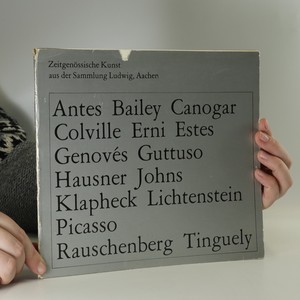 Zeitgenössische Kunst
aus der Sammlung Ludwig, Aachen
Antes Bailey Canogar
Colville Erni Estes
Genovés Guttuso
Hausner Johns
Klapheck Lichtenstein
Picasso
Rauschenberg Tinguely